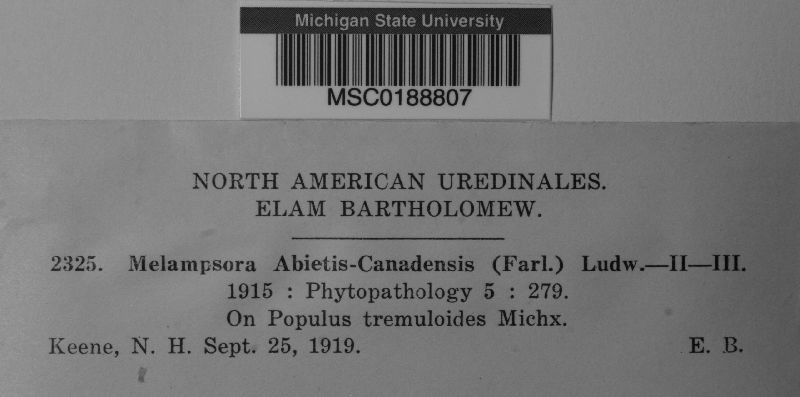 Michigan State University
MSC0188807
NORTH AMERICAN UREDINALES.
ELAM BARTHOLOMEW.
2325. Melampsora Abietis-Canadensis (Farl.) Ludw.—II—III.
1915 : Phytopathology 5 : 279.
On Populus tremuloides Michx.
Keene, N. H. Sept. 25, 1919. E. B.